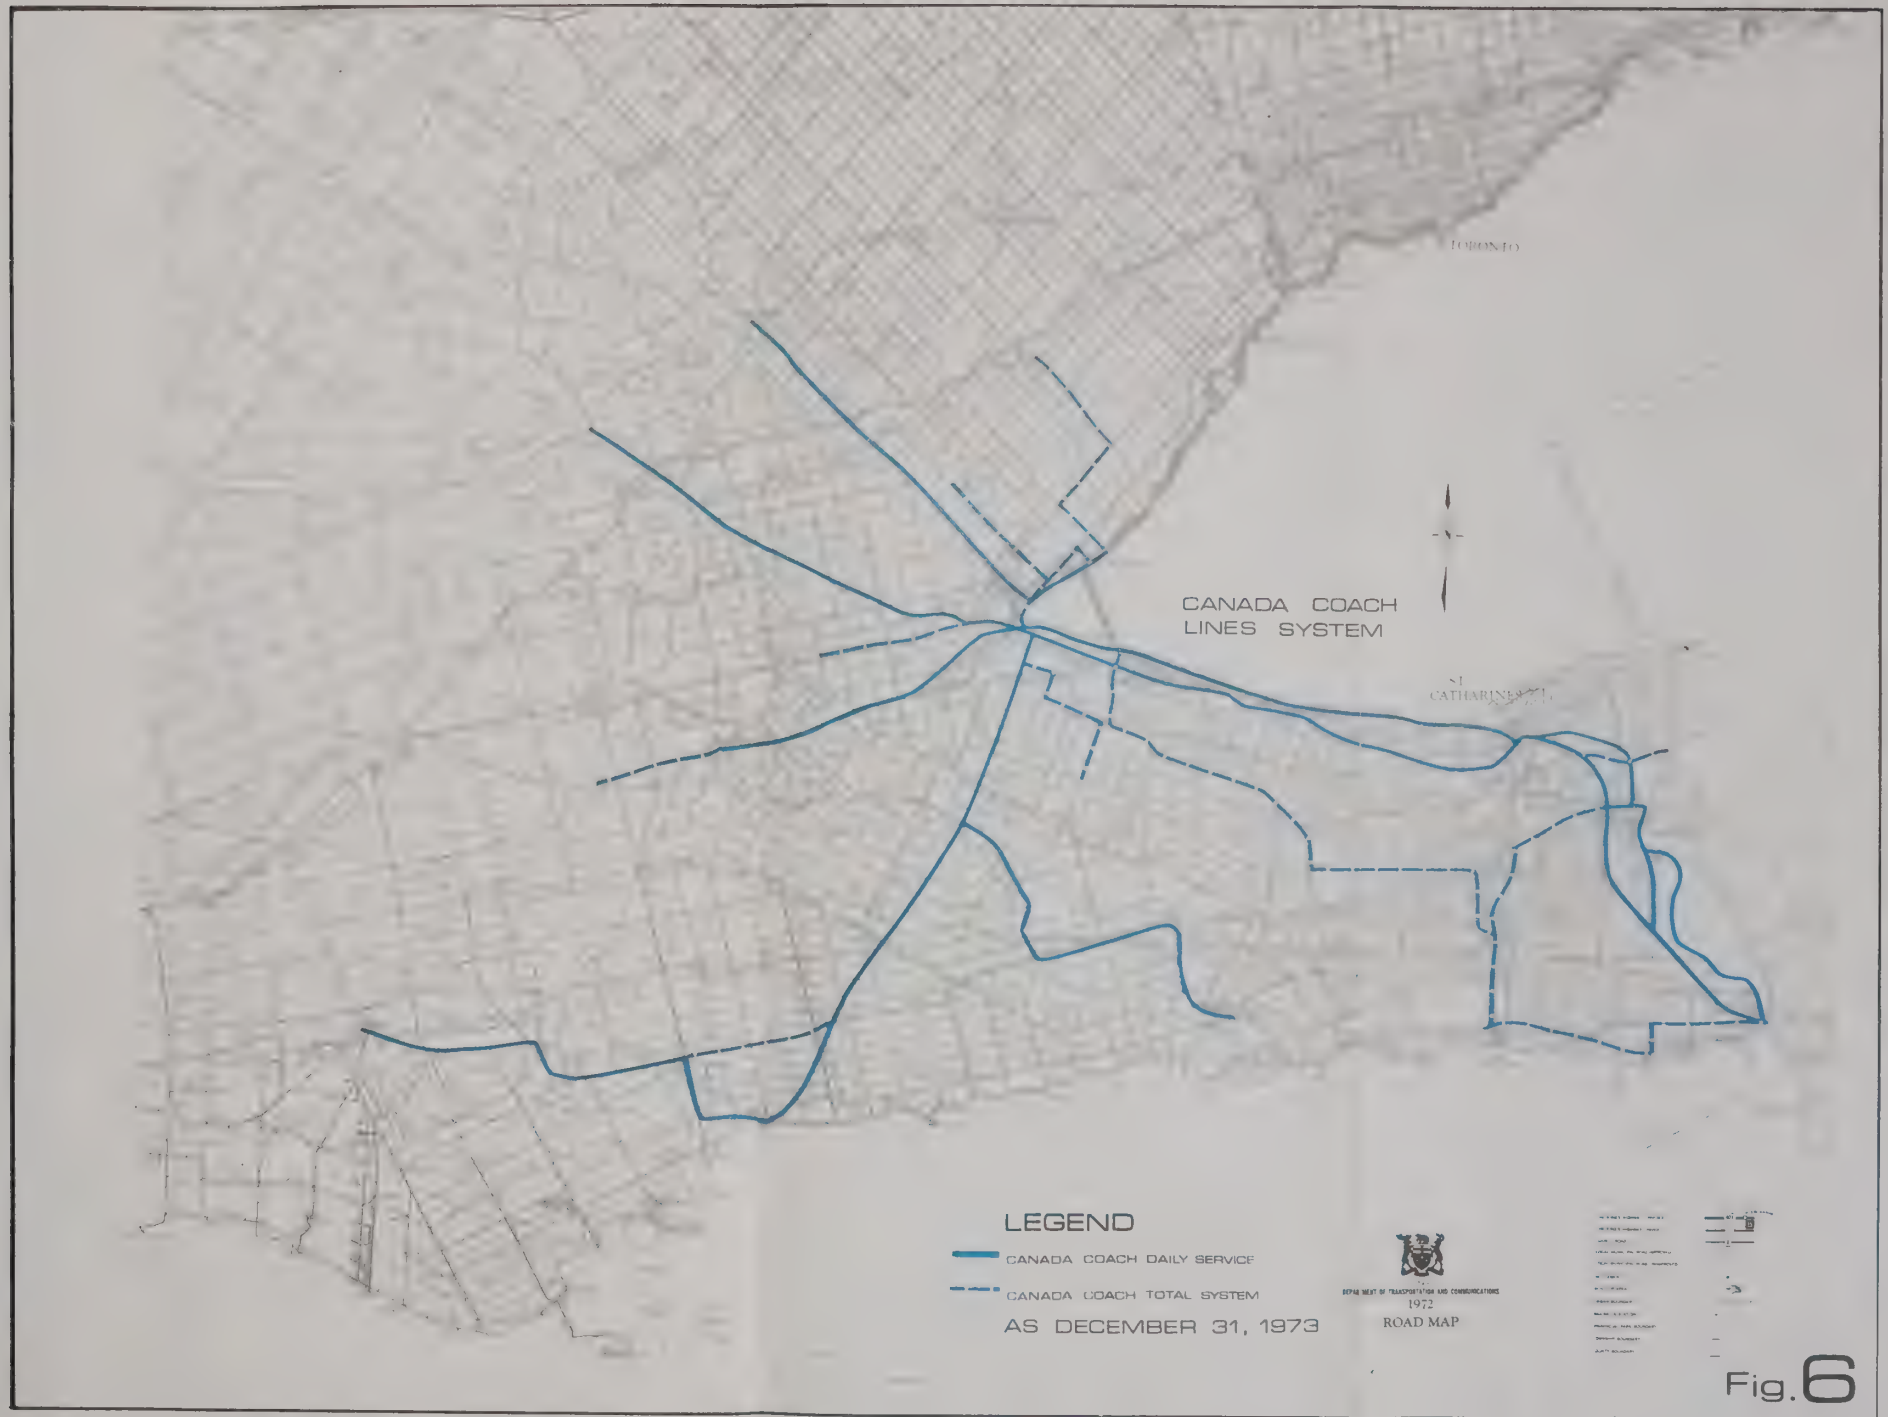 TORONTO
CANADA COACH
LINES SYSTEM
ST
CATHARINES
LEGEND
CANADA COACH DAILY SERVICE
CANADA COACH TOTAL SYSTEM
AS DECEMBER 31, 1973
DEPARTMENT OF TRANSPORTATION AND COMMUNICATIONS
1972
ROAD MAP
Fig. 6